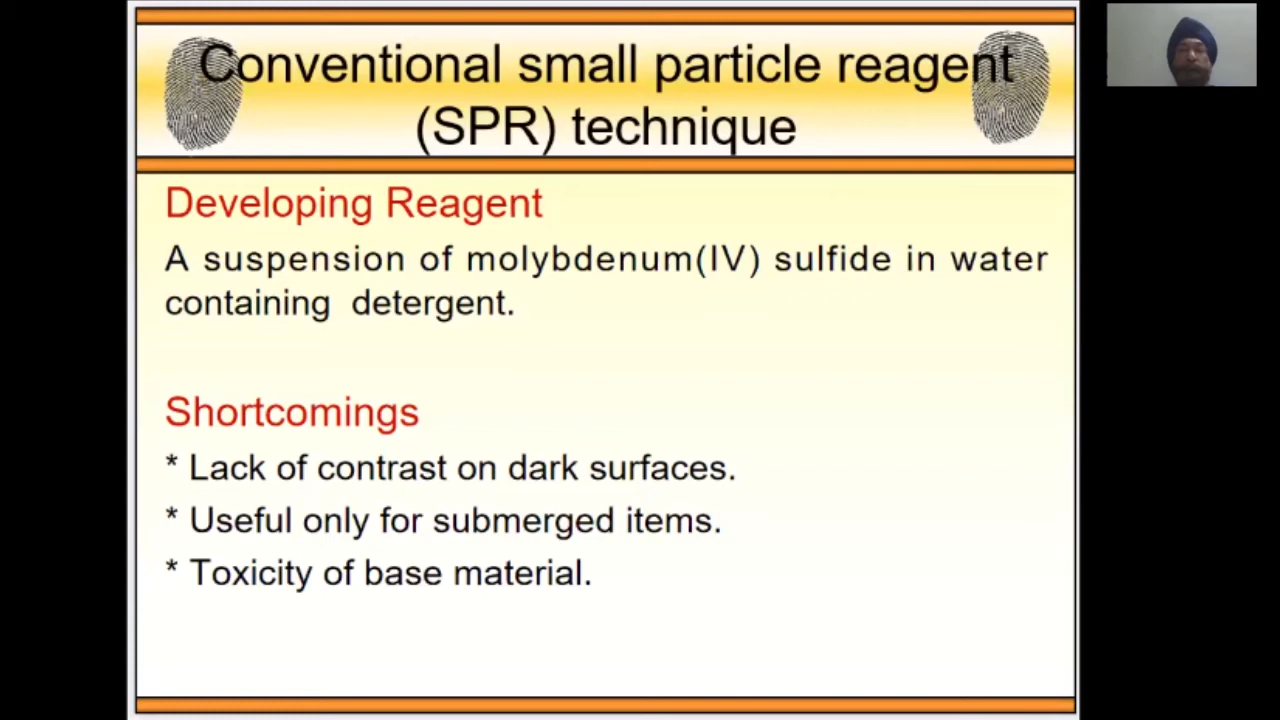 Conventional small particle reagent
(SPR) technique
Developing Reagent
A suspension of molybdenum(IV) sulfide in water
containing detergent.
Shortcomings
* Lack of contrast on dark surfaces.
* Useful only for submerged items.
* Toxicity of base material.